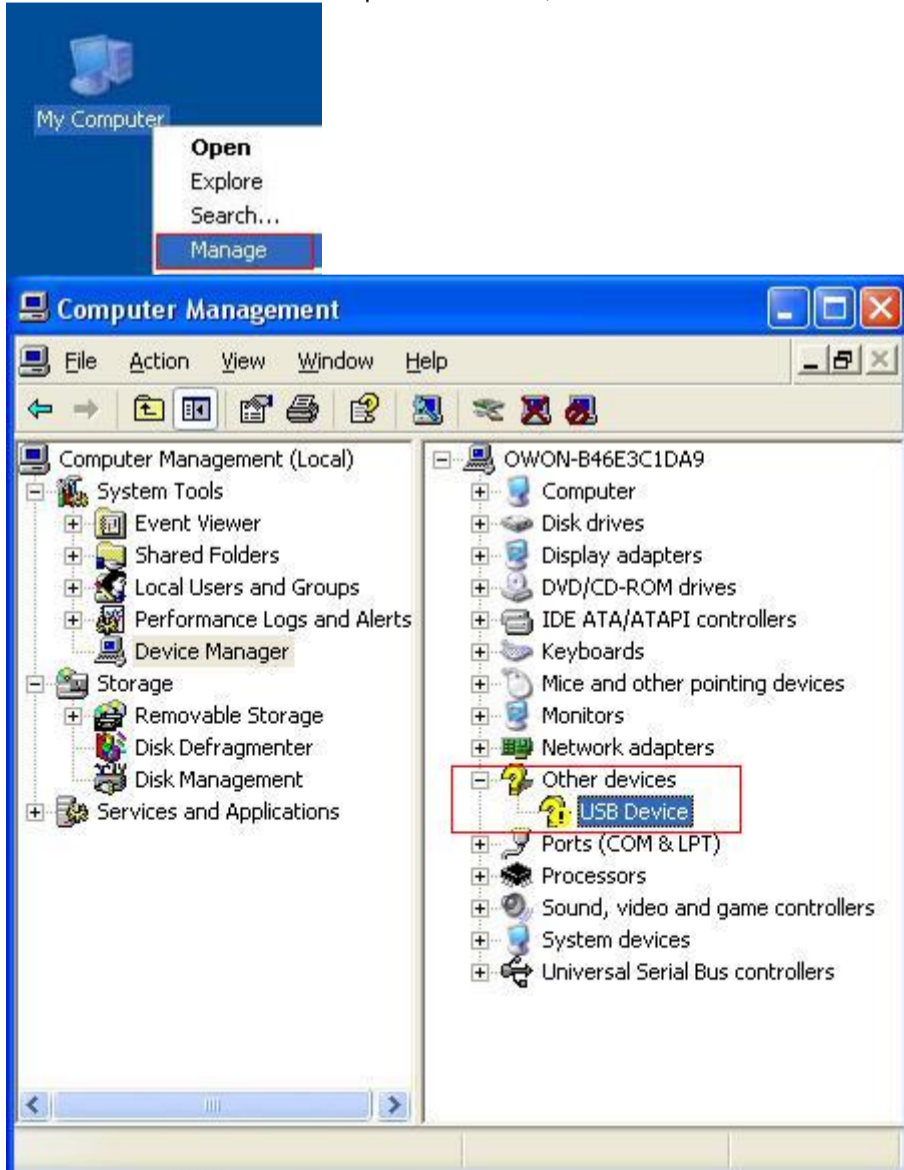 My Computer
Open
Explore
Search...
Manage
Computer Management
File Action View Window Help
Computer Management (Local)
System Tools
Event Viewer
Shared Folders
Local Users and Groups
Performance Logs and Alerts
Device Manager
Storage
Removable Storage
Disk Defragmenter
Disk Management
Services and Applications
OWON-B46E3C1DA9
Computer
Disk drives
Display adapters
DVD/CD-ROM drives
IDE ATA/ATAPI controllers
Keyboards
Mice and other pointing devices
Monitors
Network adapters
Other devices
USB Device
Ports (COM & LPT)
Processors
Sound, video and game controllers
System devices
Universal Serial Bus controllers